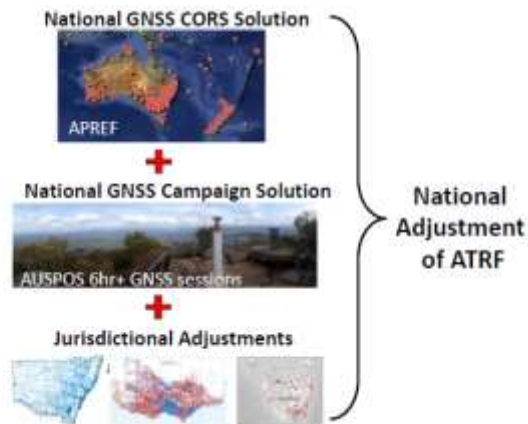 National GNSS CORS Solution
APREF
National GNSS Campaign Solution
AUSPOS 6hr+ GNSS sessions
Jurisdictional Adjustments
National
Adjustment
of ATRF